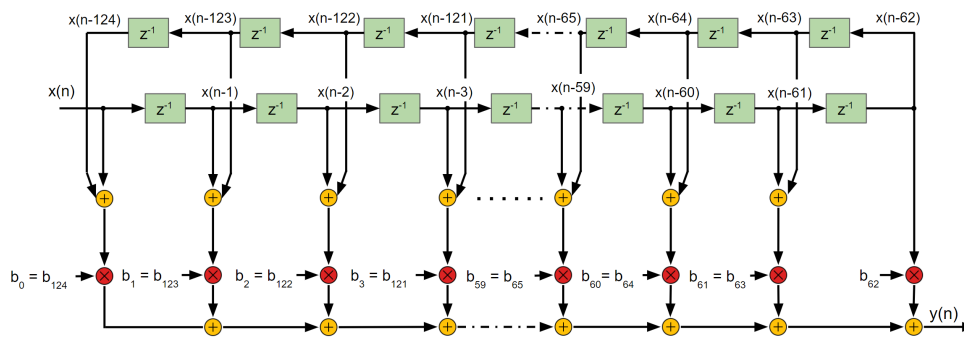 x(n-124) x(n-123) x(n-122) x(n-121) x(n-65) x(n-64) x(n-63) x(n-62)
z⁻¹ z⁻¹ z⁻¹ z⁻¹ z⁻¹ z⁻¹ z⁻¹
x(n) x(n-1) x(n-2) x(n-3) x(n-59) x(n-60) x(n-61)
z⁻¹ z⁻¹ z⁻¹ z⁻¹ z⁻¹ z⁻¹ z⁻¹
+ + + + + + +
b₀ = b₁₂₄ × b₁ = b₁₂₃ × b₂ = b₁₂₂ × b₃ = b₁₂₁ × b₅₉ = b₆₅ × b₆₀ = b₆₄ × b₆₁ = b₆₃ × b₆₂ ×
+ + + + + + + y(n)